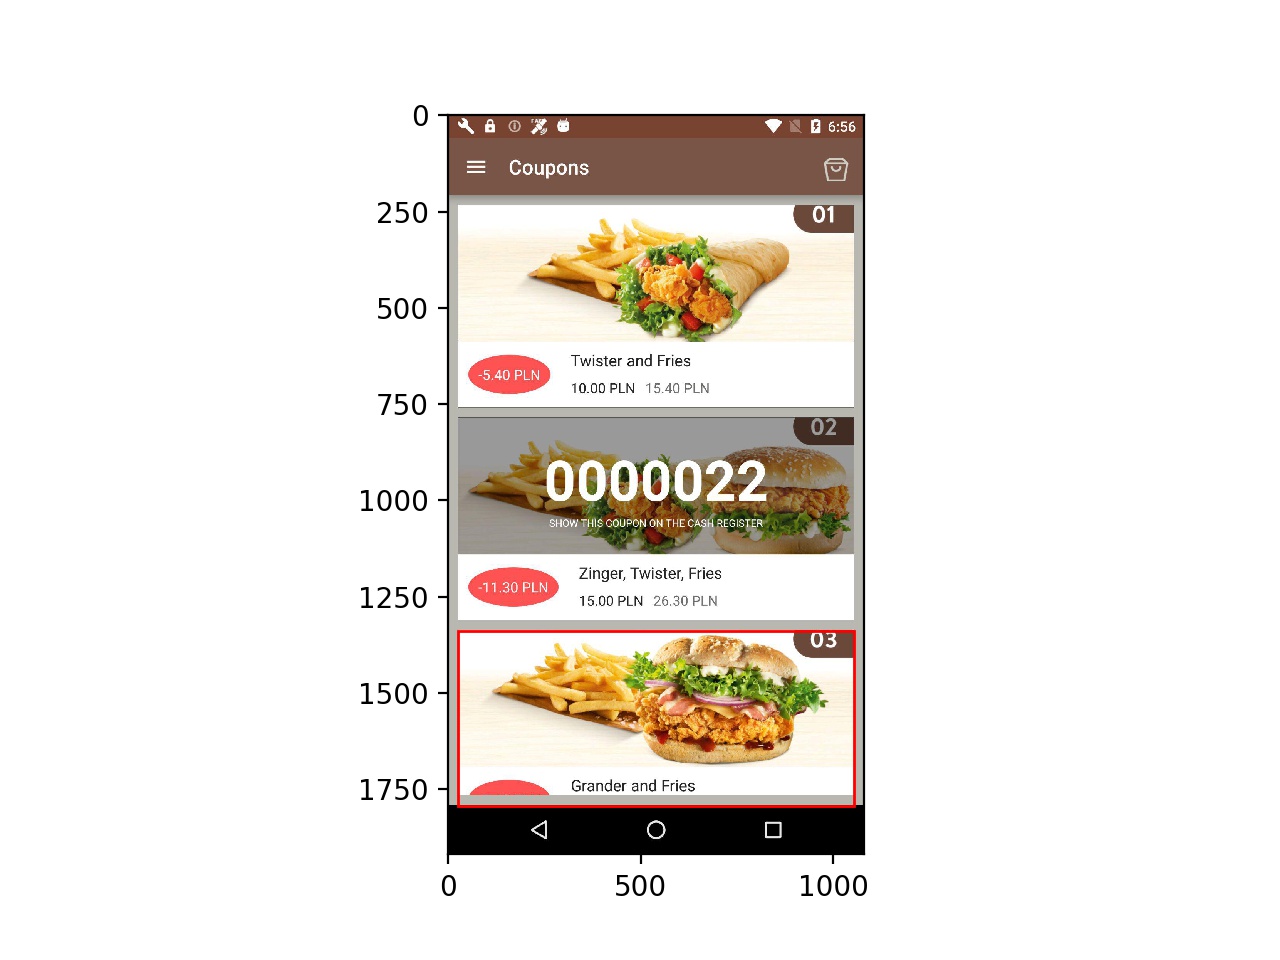 0
250
500
750
1000
1250
1500
1750
0 500 1000
6:56
Coupons
01
Twister and Fries
-5.40 PLN
10.00 PLN 15.40 PLN
02
0000022
SHOW THIS COUPON ON THE CASH REGISTER
Zinger, Twister, Fries
-11.30 PLN
15.00 PLN 26.30 PLN
03
Grander and Fries